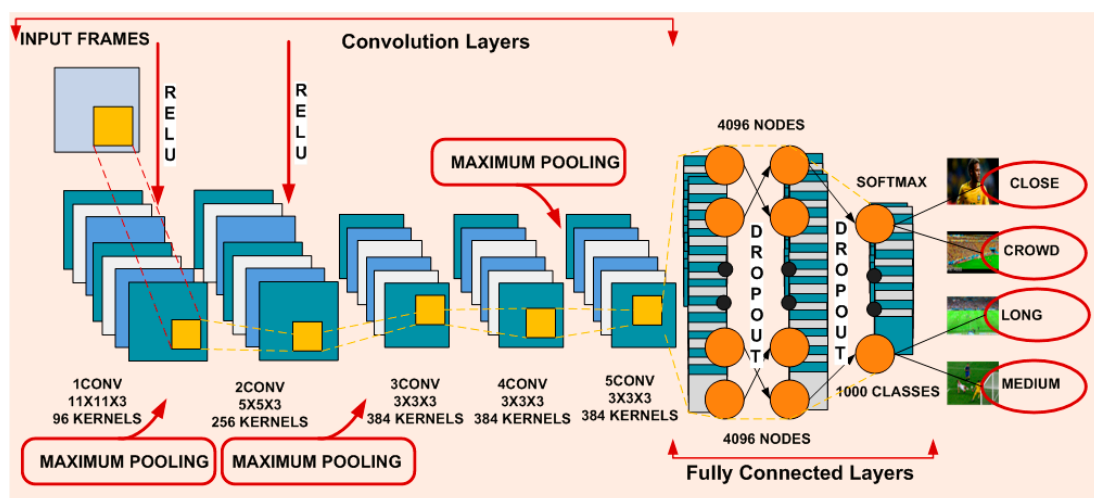 Convolution Layers
INPUT FRAMES
RELU
RELU
MAXIMUM POOLING
4096 NODES
DROPOUT
DROPOUT
SOFTMAX
CLOSE
CROWD
LONG
MEDIUM
1CONV
11X11X3
96 KERNELS
2CONV
5X5X3
256 KERNELS
3CONV
3X3X3
384 KERNELS
4CONV
3X3X3
384 KERNELS
5CONV
3X3X3
384 KERNELS
1000 CLASSES
4096 NODES
MAXIMUM POOLING
MAXIMUM POOLING
Fully Connected Layers